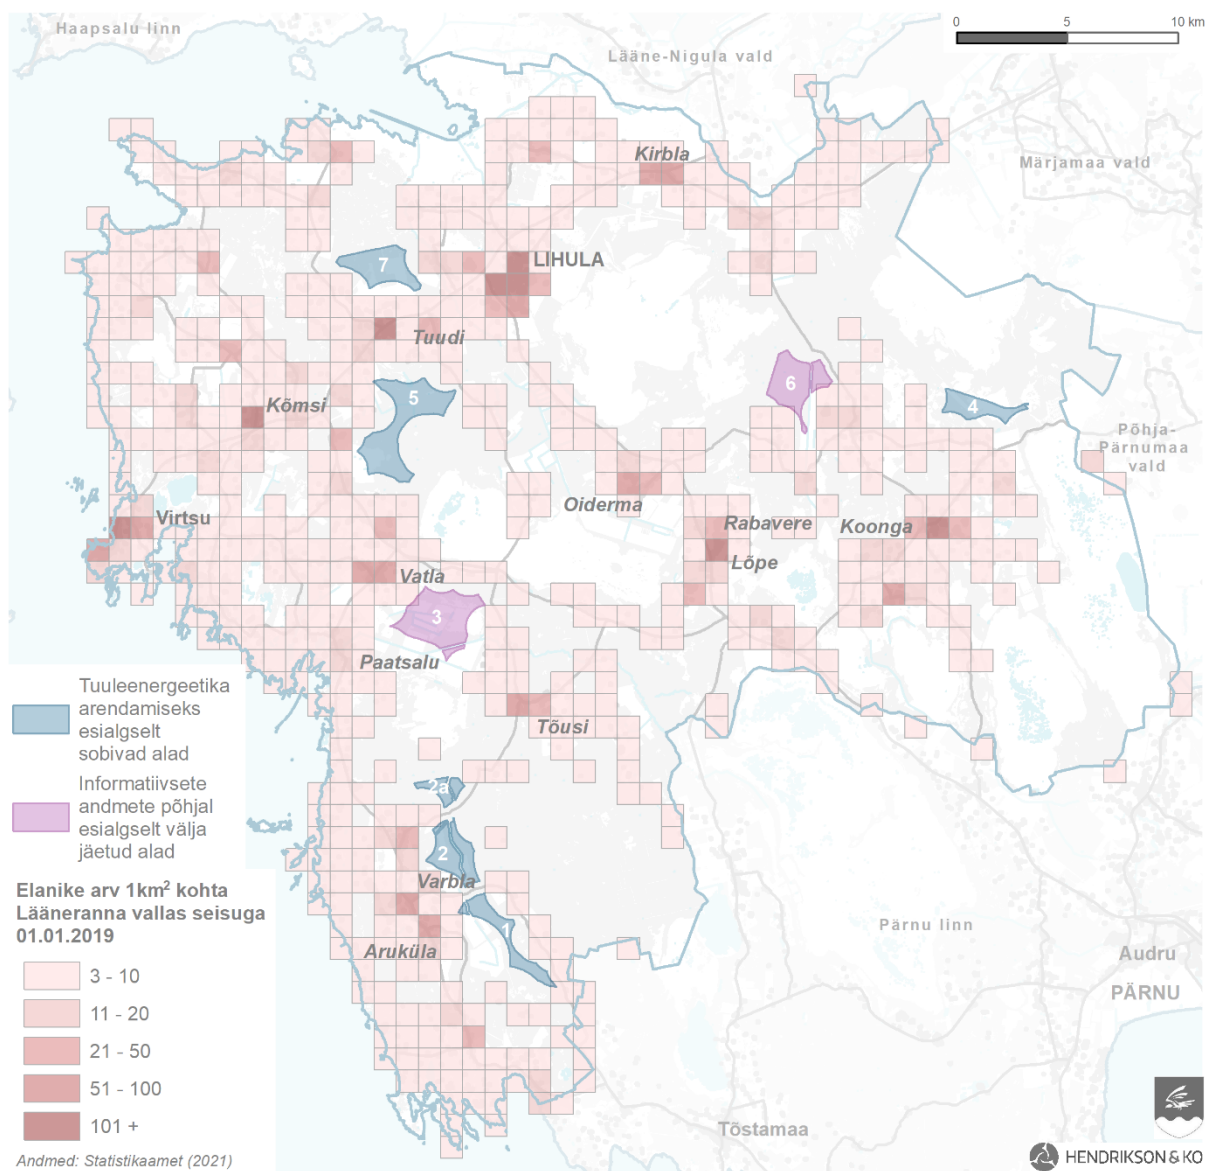 Haapsalu linn
Lääne-Nigula vald
0 5 10 km
Märjamaa vald
Kirbla
LIHULA
7
Tuudi
6
5
4
Kõmsi
Põhja-
Pärnumaa
vald
Oiderma
Virtsu
Rabavere
Koonga
Lõpe
Vatla
3
Paatsalu
Tõusi
2a
2
Varbla
1
Aruküla
Pärnu linn
Audru
PÄRNU
Tõstamaa
Tuuleenergeetika
arendamiseks
esialgselt
sobivad alad
Informatiivsete
andmete põhjal
esialgselt välja
jäetud alad
Elanike arv 1km² kohta
Lääneranna vallas seisuga
01.01.2019
3 - 10
11 - 20
21 - 50
51 - 100
101 +
Andmed: Statistikaamet (2021)
HENDRIKSON & KO